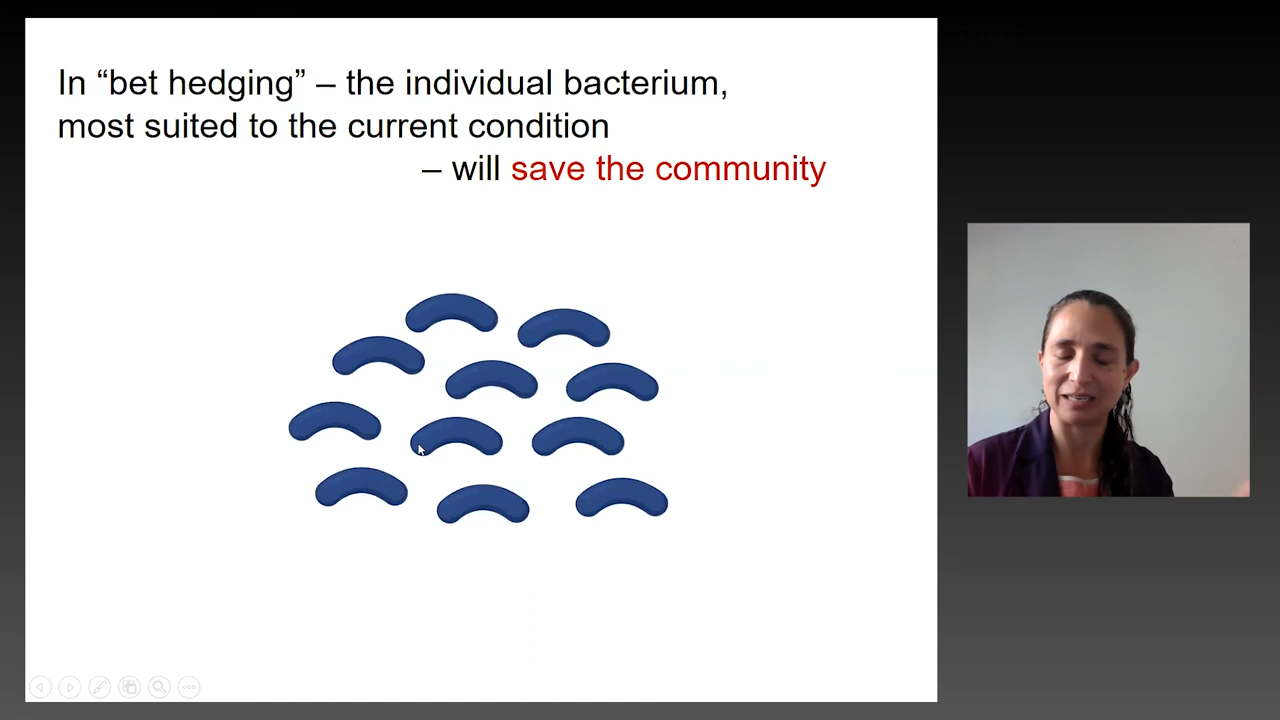 In “bet hedging” – the individual bacterium,
most suited to the current condition
– will save the community